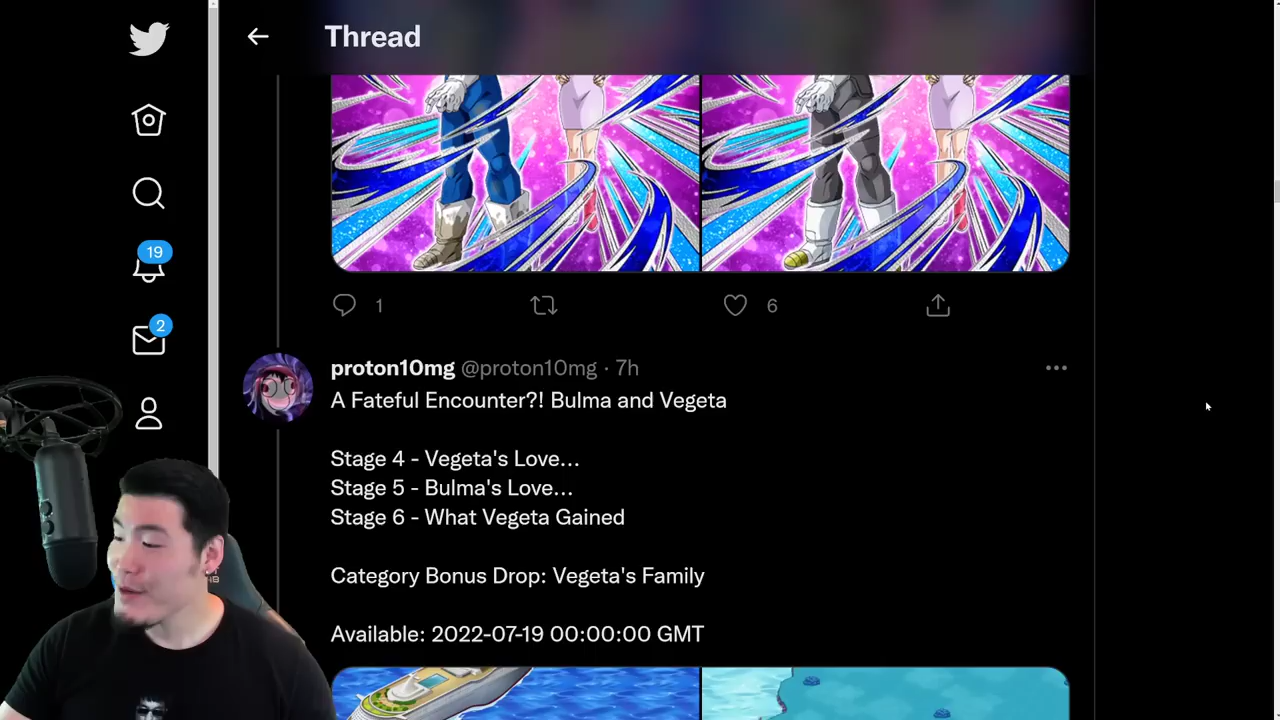 Thread
19
2
1
6
proton10mg @proton10mg · 7h
A Fateful Encounter?! Bulma and Vegeta
Stage 4 - Vegeta's Love...
Stage 5 - Bulma's Love...
Stage 6 - What Vegeta Gained
Category Bonus Drop: Vegeta's Family
Available: 2022-07-19 00:00:00 GMT